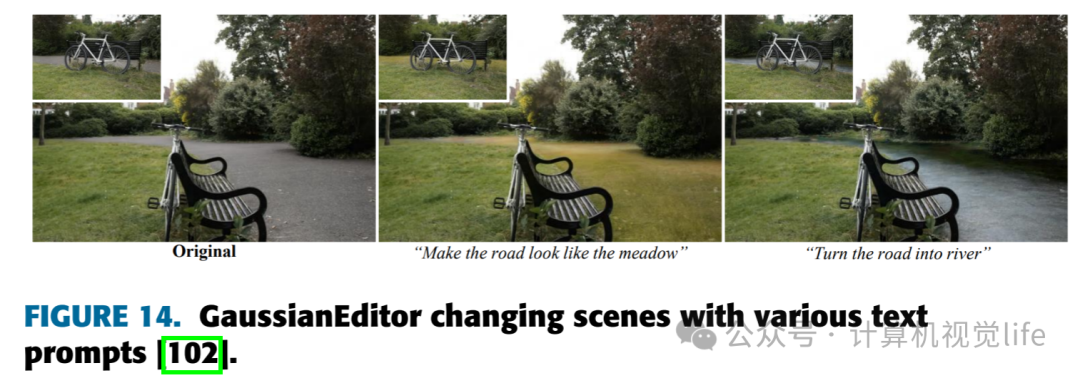 Original
“Make the road look like the meadow”
“Turn the road into river”
FIGURE 14. GaussianEditor changing scenes with various text
prompts [102].
公众号 · 计算机视觉life